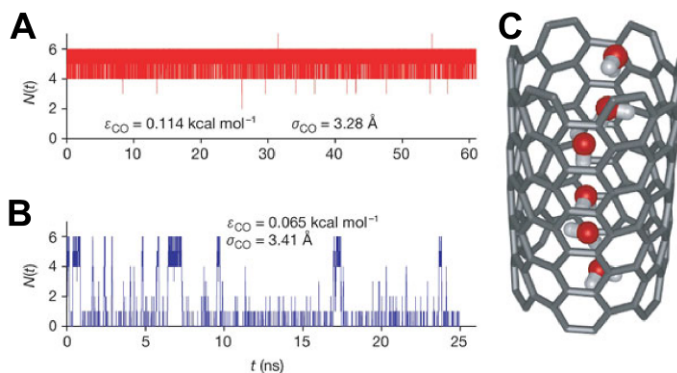 A
N(t)
6
4
2
0
ε_CO = 0.114 kcal mol⁻¹ σ_CO = 3.28 Å
0 10 20 30 40 50 60
B
N(t)
6
4
2
0
ε_CO = 0.065 kcal mol⁻¹
σ_CO = 3.41 Å
0 5 10 15 20 25
t (ns)
C